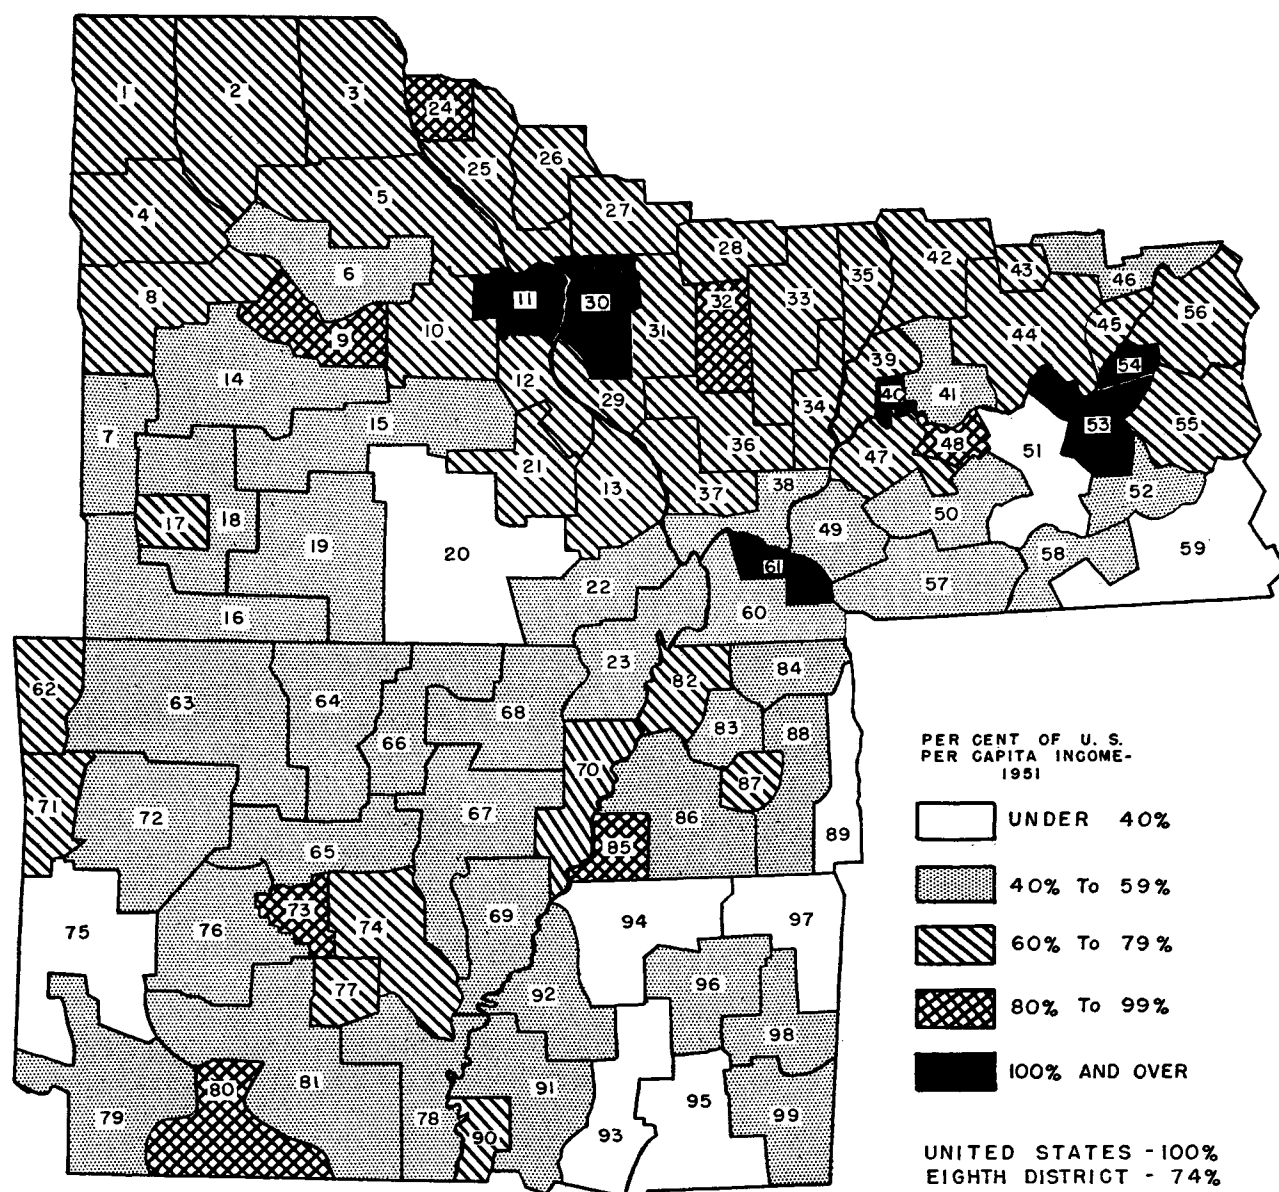 1 2 3
24
25 26
4 5 27
6 28 33 35 42 43 46
8 11 30 31 32 44 45 56
9 10 39 54
14 12 29 34 40 41 53 55
7 15 36 48
21 13 37 47 51 52
17 18 38 49 50
19 20 58 59
16 22 61 57
60
62 63 64 23 82 84
66 68 83 88
71 72 70 87
67 86 89
65 85
73 74 69 94 97
75 76
77 92 96 98
80 81 91 95 99
79 78 90 93
PER CENT OF U. S.
PER CAPITA INCOME-
1951
UNDER 40%
40% To 59%
60% To 79%
80% To 99%
100% AND OVER
UNITED STATES - 100%
EIGHTH DISTRICT - 74%